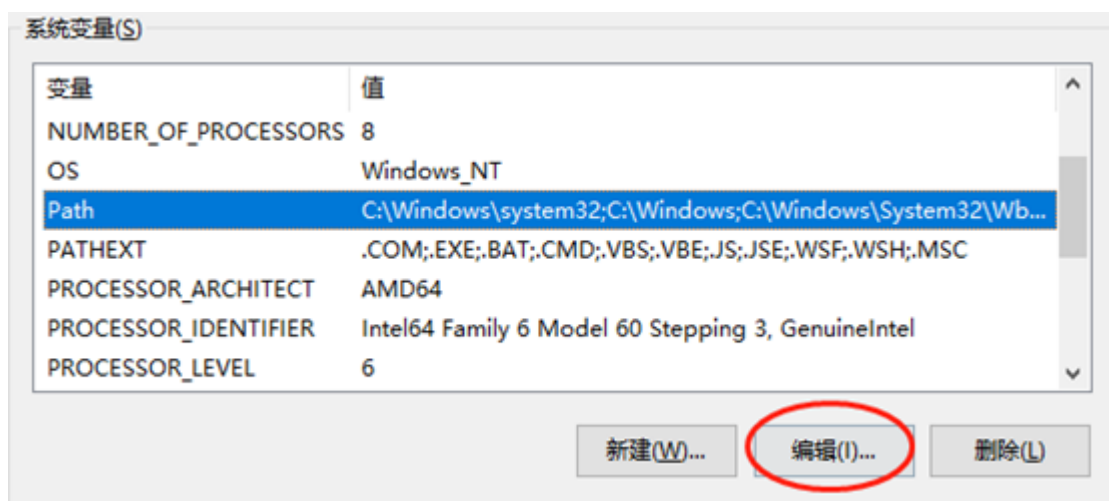 系统变量(S)
变量 值
NUMBER_OF_PROCESSORS 8
OS Windows_NT
Path C:\Windows\system32;C:\Windows;C:\Windows\System32\Wb...
PATHEXT .COM;.EXE;.BAT;.CMD;.VBS;.VBE;.JS;.JSE;.WSF;.WSH;.MSC
PROCESSOR_ARCHITECT AMD64
PROCESSOR_IDENTIFIER Intel64 Family 6 Model 60 Stepping 3, GenuineIntel
PROCESSOR_LEVEL 6
新建(W)... 编辑(I)... 删除(L)